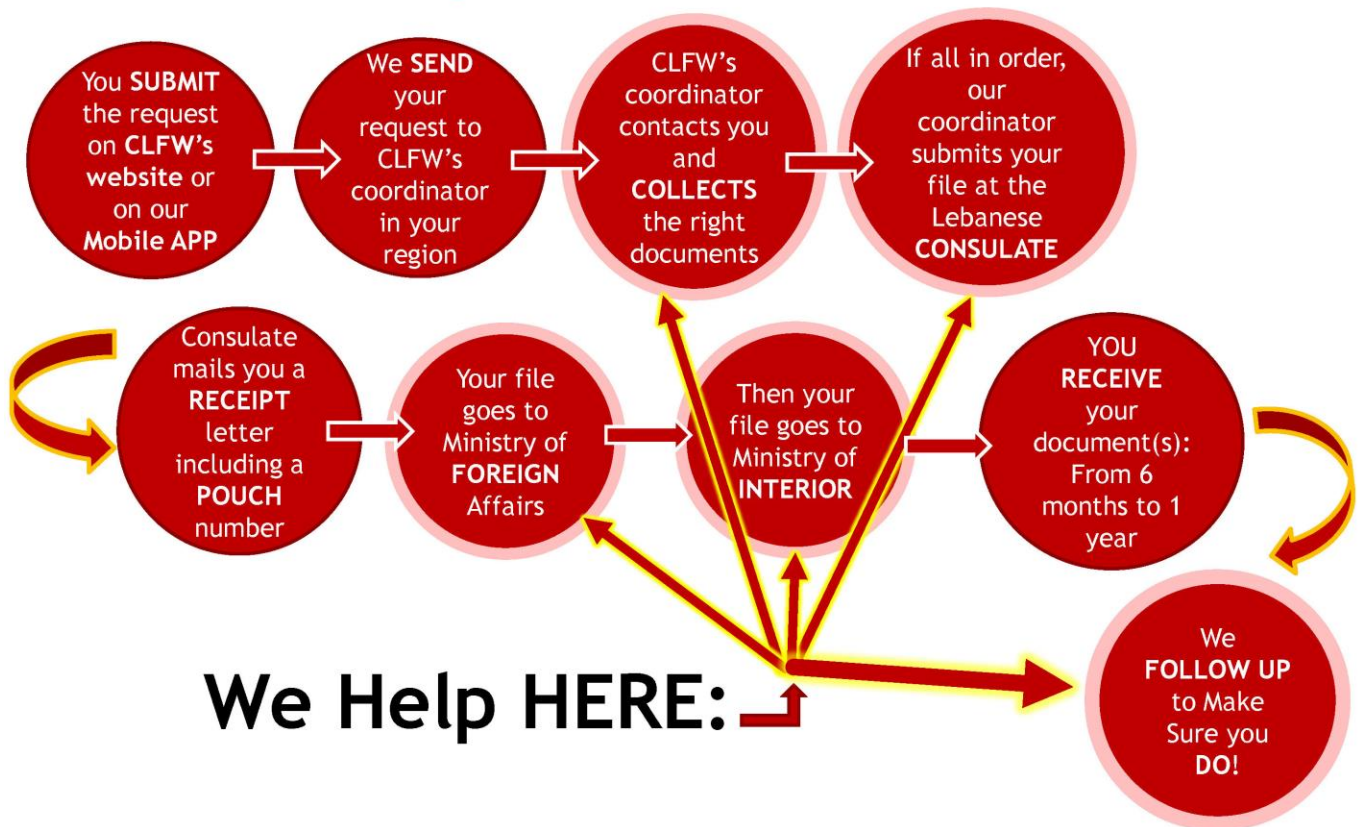 You SUBMIT
the request
on CLFW's
website or
on our
Mobile APP
We SEND
your
request to
CLFW's
coordinator
in your
region
CLFW's
coordinator
contacts you
and
COLLECTS
the right
documents
If all in order,
our
coordinator
submits your
file at the
Lebanese
CONSULATE
Consulate
mails you a
RECEIPT
letter
including a
POUCH
number
Your file
goes to
Ministry of
FOREIGN
Affairs
Then your
file goes to
Ministry of
INTERIOR
YOU
RECEIVE
your
document(s):
From 6
months to 1
year
We
FOLLOW UP
to Make
Sure you
DO!
We Help HERE: